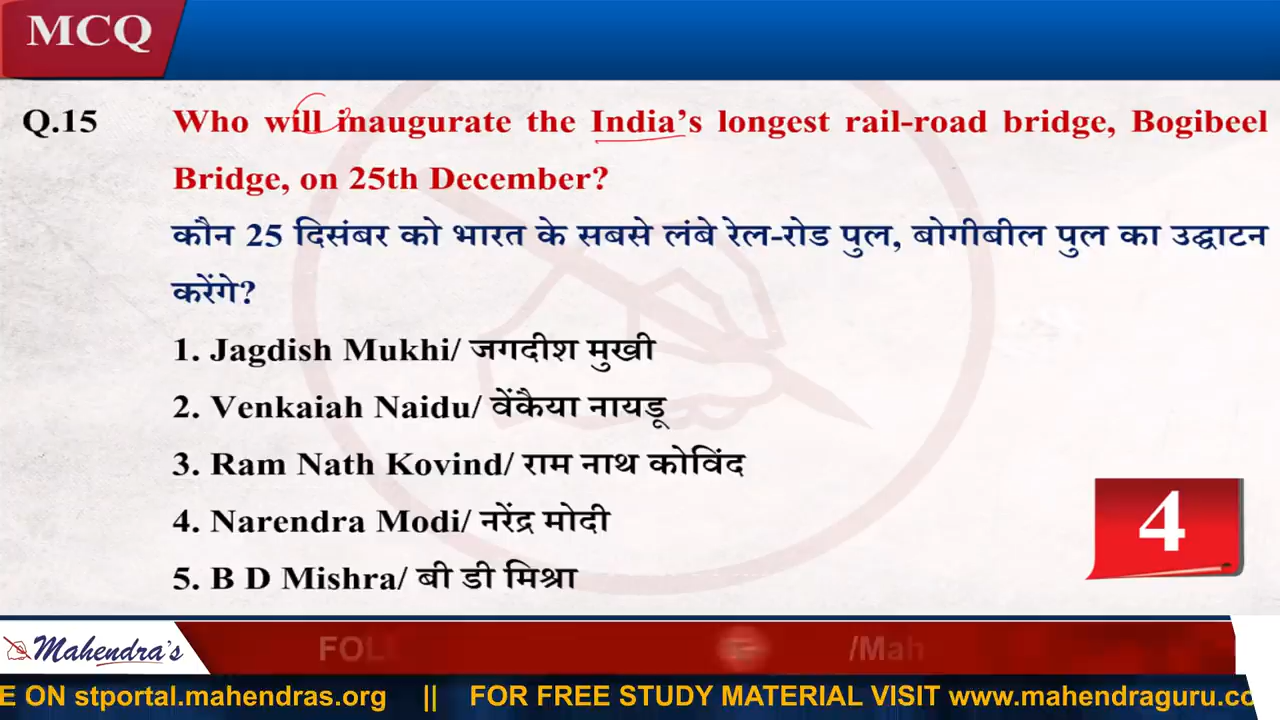 MCQ
Q.15 Who will inaugurate the India's longest rail-road bridge, Bogibeel
Bridge, on 25th December?
कौन 25 दिसंबर को भारत के सबसे लंबे रेल-रोड पुल, बोगीबील पुल का उद्घाटन
करेंगे?
1. Jagdish Mukhi/ जगदीश मुखी
2. Venkaiah Naidu/ वेंकैया नायडू
3. Ram Nath Kovind/ राम नाथ कोविंद
4. Narendra Modi/ नरेंद्र मोदी
4
5. B D Mishra/ बी डी मिश्रा
Mahendra's
FOL /Mah
E ON stportal.mahendras.org || FOR FREE STUDY MATERIAL VISIT www.mahendraguru.co